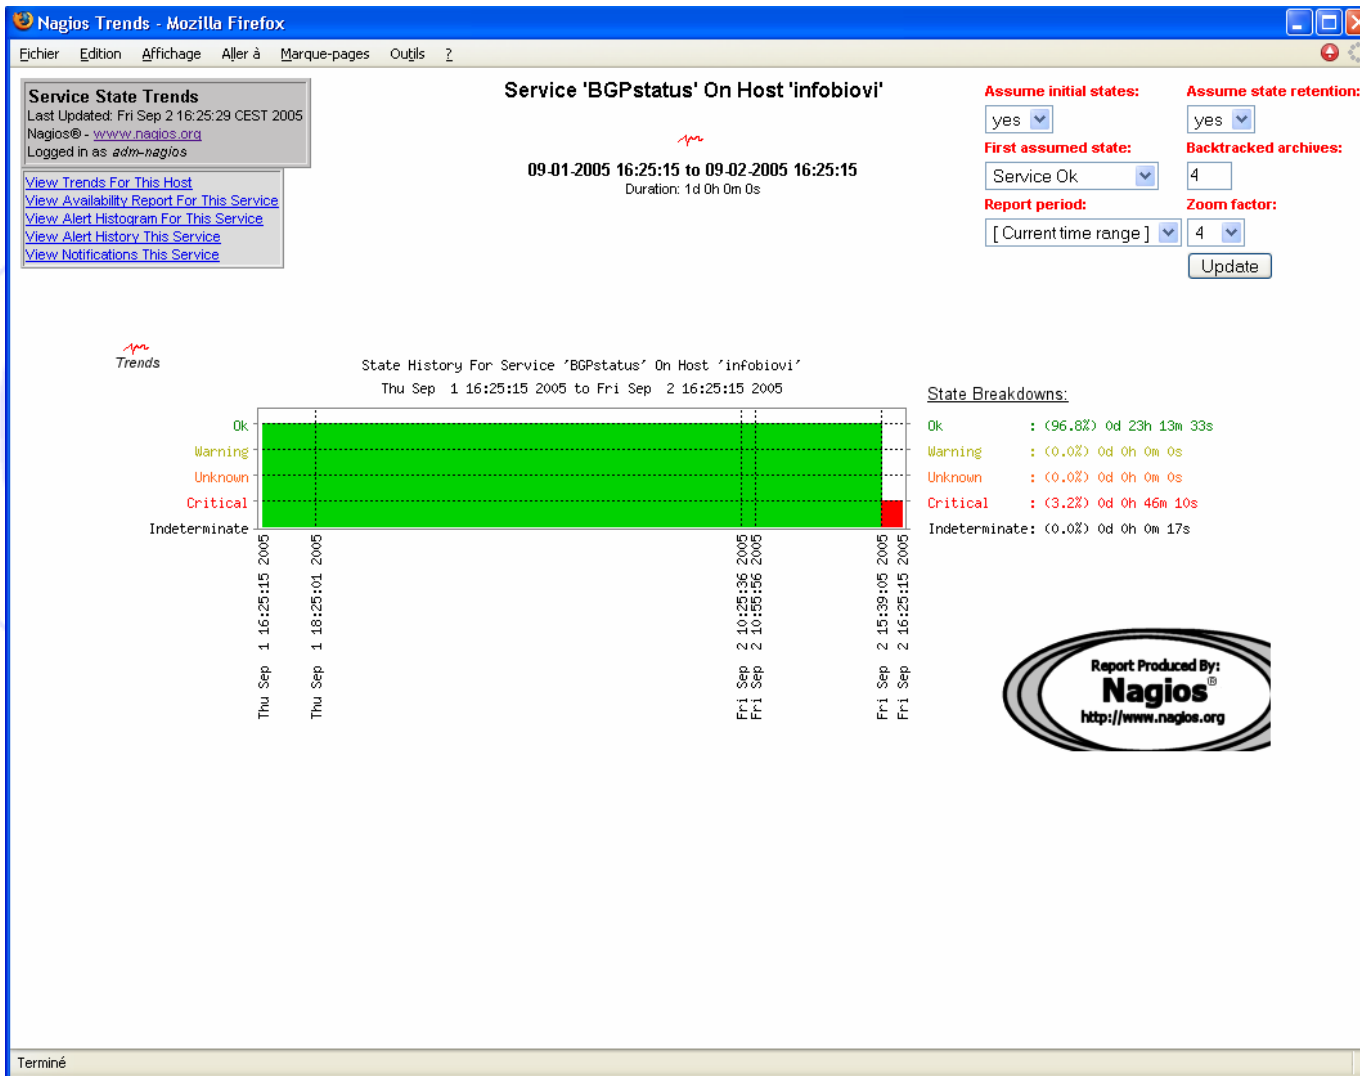 Nagios Trends - Mozilla Firefox
Fichier Edition Affichage Aller à Marque-pages Outils ?
Service State Trends
Last Updated: Fri Sep 2 16:25:29 CEST 2005
Nagios® - www.nagios.org
Logged in as adm-nagios
View Trends For This Host
View Availability Report For This Service
View Alert Histogram For This Service
View Alert History This Service
View Notifications This Service
Service 'BGPstatus' On Host 'infobiovi'
09-01-2005 16:25:15 to 09-02-2005 16:25:15
Duration: 1d 0h 0m 0s
Assume initial states: Assume state retention:
yes yes
First assumed state: Backtracked archives:
Service Ok 4
Report period: Zoom factor:
[ Current time range ] 4
Update
Trends
State History For Service 'BGPstatus' On Host 'infobiovi'
Thu Sep 1 16:25:15 2005 to Fri Sep 2 16:25:15 2005
Ok
Warning
Unknown
Critical
Indeterminate
Thu Sep 1 16:25:15 2005
Thu Sep 1 18:25:01 2005
Fri Sep 2 10:25:36 2005
Fri Sep 2 10:55:56 2005
Fri Sep 2 15:39:05 2005
Fri Sep 2 16:25:15 2005
State Breakdowns:
Ok : (96.8%) 0d 23h 13m 33s
Warning : (0.0%) 0d 0h 0m 0s
Unknown : (0.0%) 0d 0h 0m 0s
Critical : (3.2%) 0d 0h 46m 10s
Indeterminate: (0.0%) 0d 0h 0m 17s
Report Produced By:
Nagios®
http://www.nagios.org
Terminé